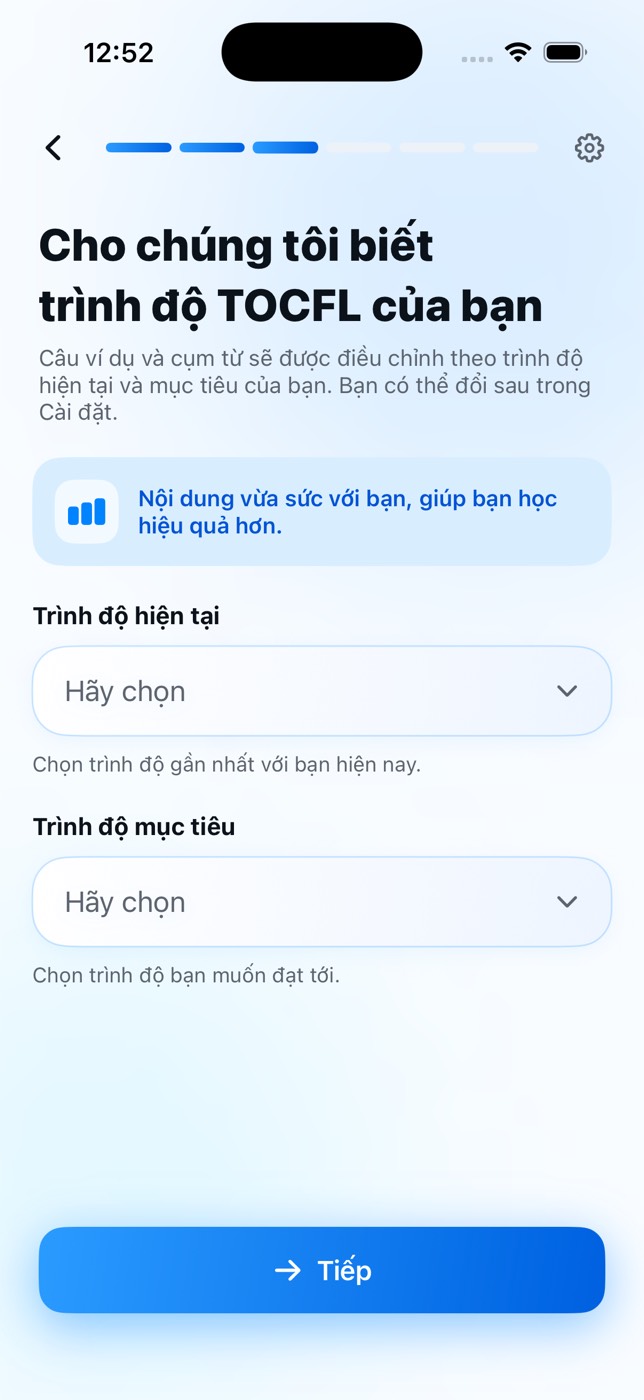 12:52
Cho chúng tôi biết
trình độ TOCFL của bạn
Câu ví dụ và cụm từ sẽ được điều chỉnh theo trình độ
hiện tại và mục tiêu của bạn. Bạn có thể đổi sau trong
Cài đặt.
Nội dung vừa sức với bạn, giúp bạn học
hiệu quả hơn.
Trình độ hiện tại
Hãy chọn
Chọn trình độ gần nhất với bạn hiện nay.
Trình độ mục tiêu
Hãy chọn
Chọn trình độ bạn muốn đạt tới.
Tiếp